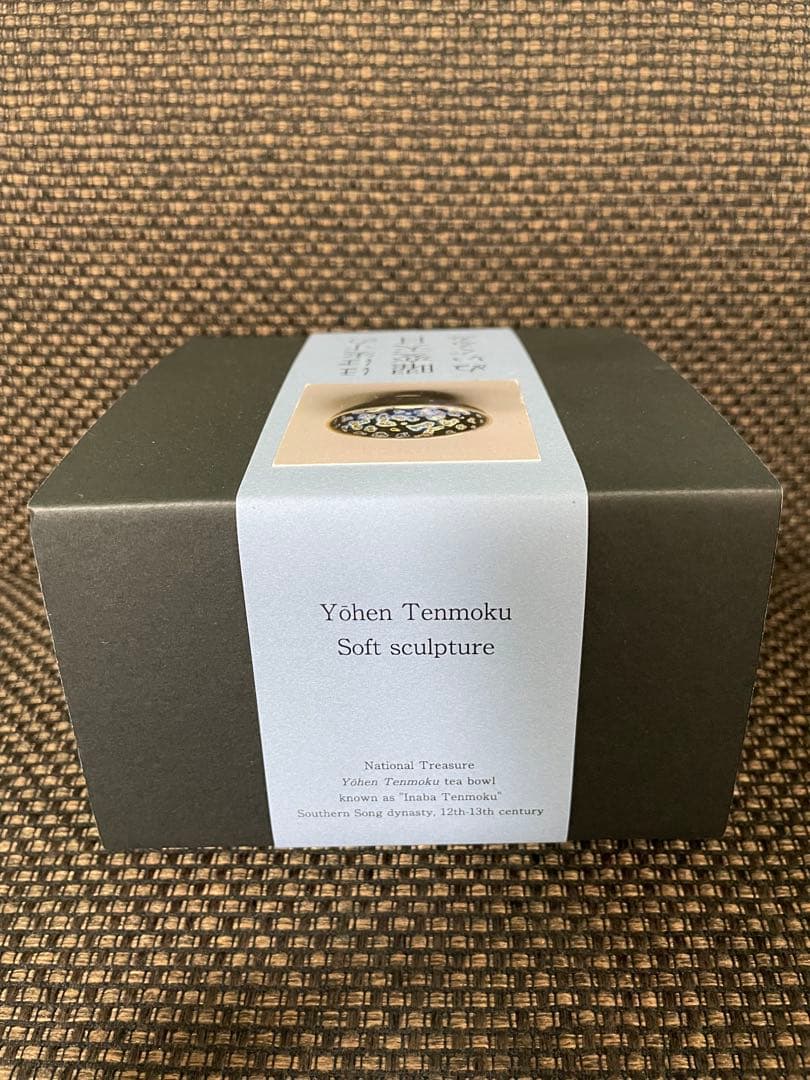 Yōhen Tenmoku
Soft sculpture
National Treasure
Yōhen Tenmoku tea bowl
known as "Inaba Tenmoku"
Southern Song dynasty, 12th-13th century